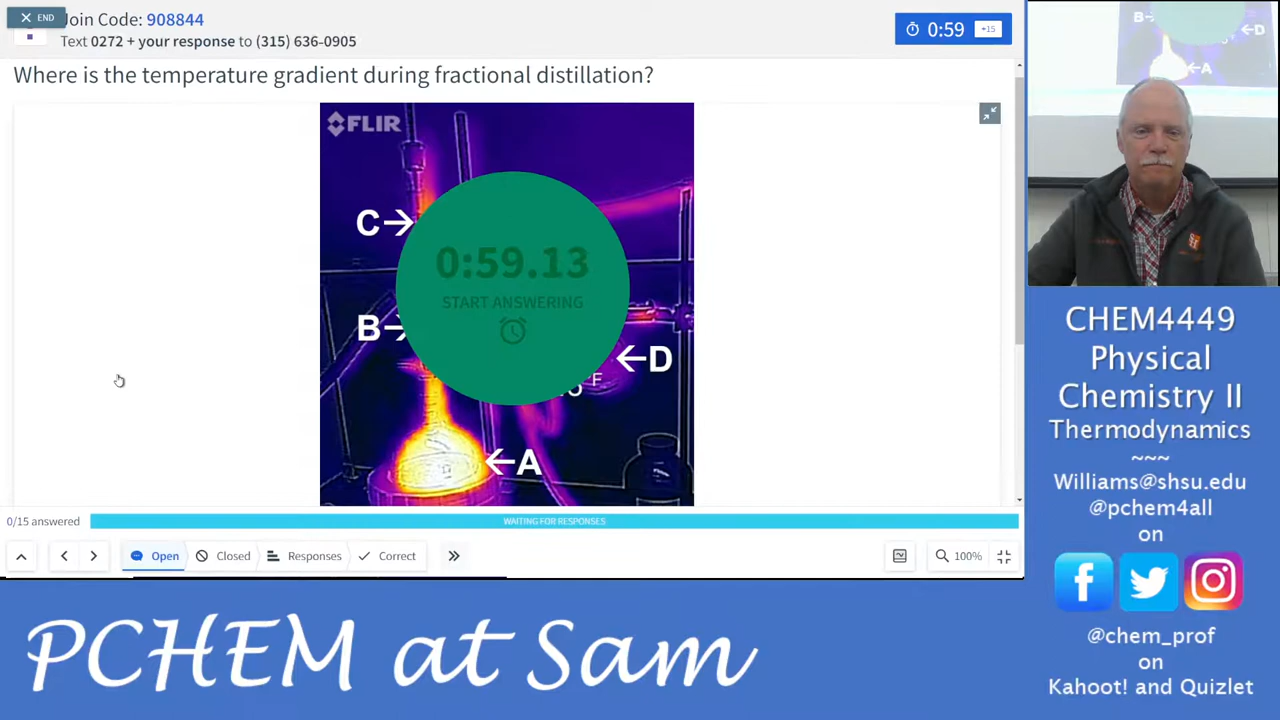 END
Join Code: 908844
Text 0272 + your response to (315) 636-0905
0:59
+15
Where is the temperature gradient during fractional distillation?
FLIR
C→
0:59.13
START ANSWERING
B→
←D
F
←A
B→
←D
←A
0/15 answered
WAITING FOR RESPONSES
Open
Closed
Responses
Correct
100%
CHEM4449
Physical
Chemistry II
Thermodynamics
~~~
Williams@shsu.edu
@pchem4all
on
@chem_prof
on
Kahoot! and Quizlet
PCHEM at Sam